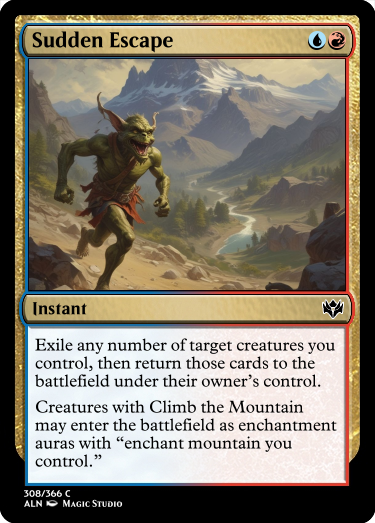 Sudden Escape
Instant
Exile any number of target creatures you
control, then return those cards to the
battlefield under their owner's control.
Creatures with Climb the Mountain
may enter the battlefield as enchantment
auras with “enchant mountain you
control.”
308/366 C
ALN Magic Studio